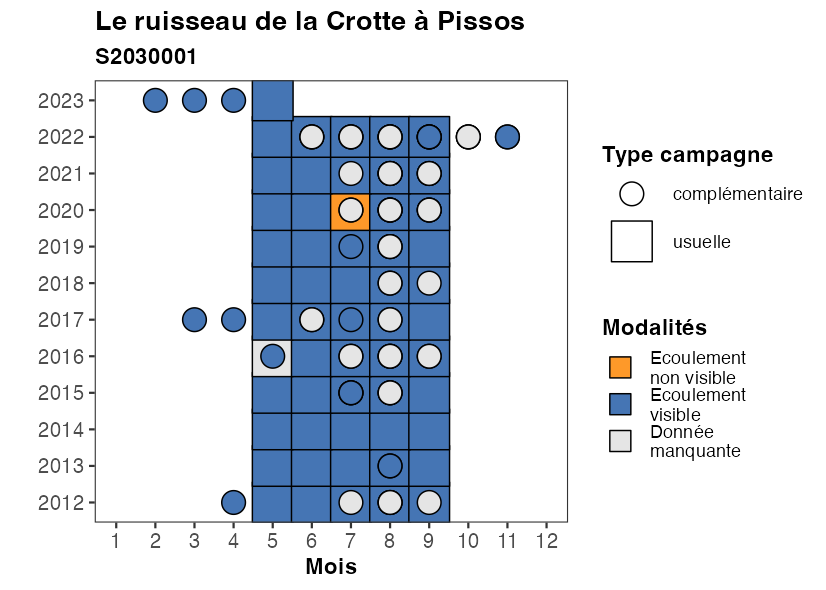 Le ruisseau de la Crotte à Pissos
S2030001
2023
2022
2021
2020
2019
2018
2017
2016
2015
2014
2013
2012
1 2 3 4 5 6 7 8 9 10 11 12
Mois
Type campagne
complémentaire
usuelle
Modalités
Ecoulement
non visible
Ecoulement
visible
Donnée
manquante